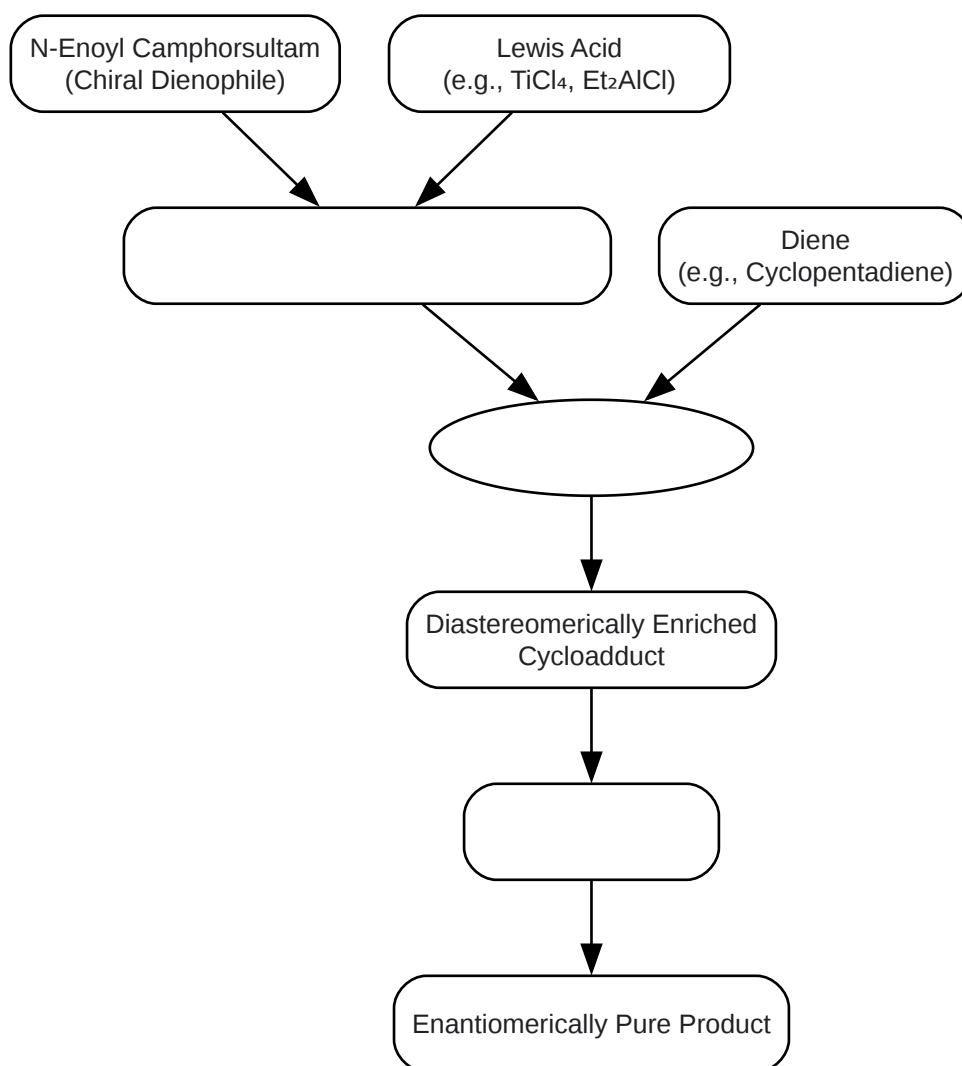 N-Enoyl Camphorsultam
(Chiral Dienophile)
Lewis Acid
(e.g., TiCl₄, Et₂AlCl)
Diene
(e.g., Cyclopentadiene)
Diastereomerically Enriched
Cycloadduct
Enantiomerically Pure Product